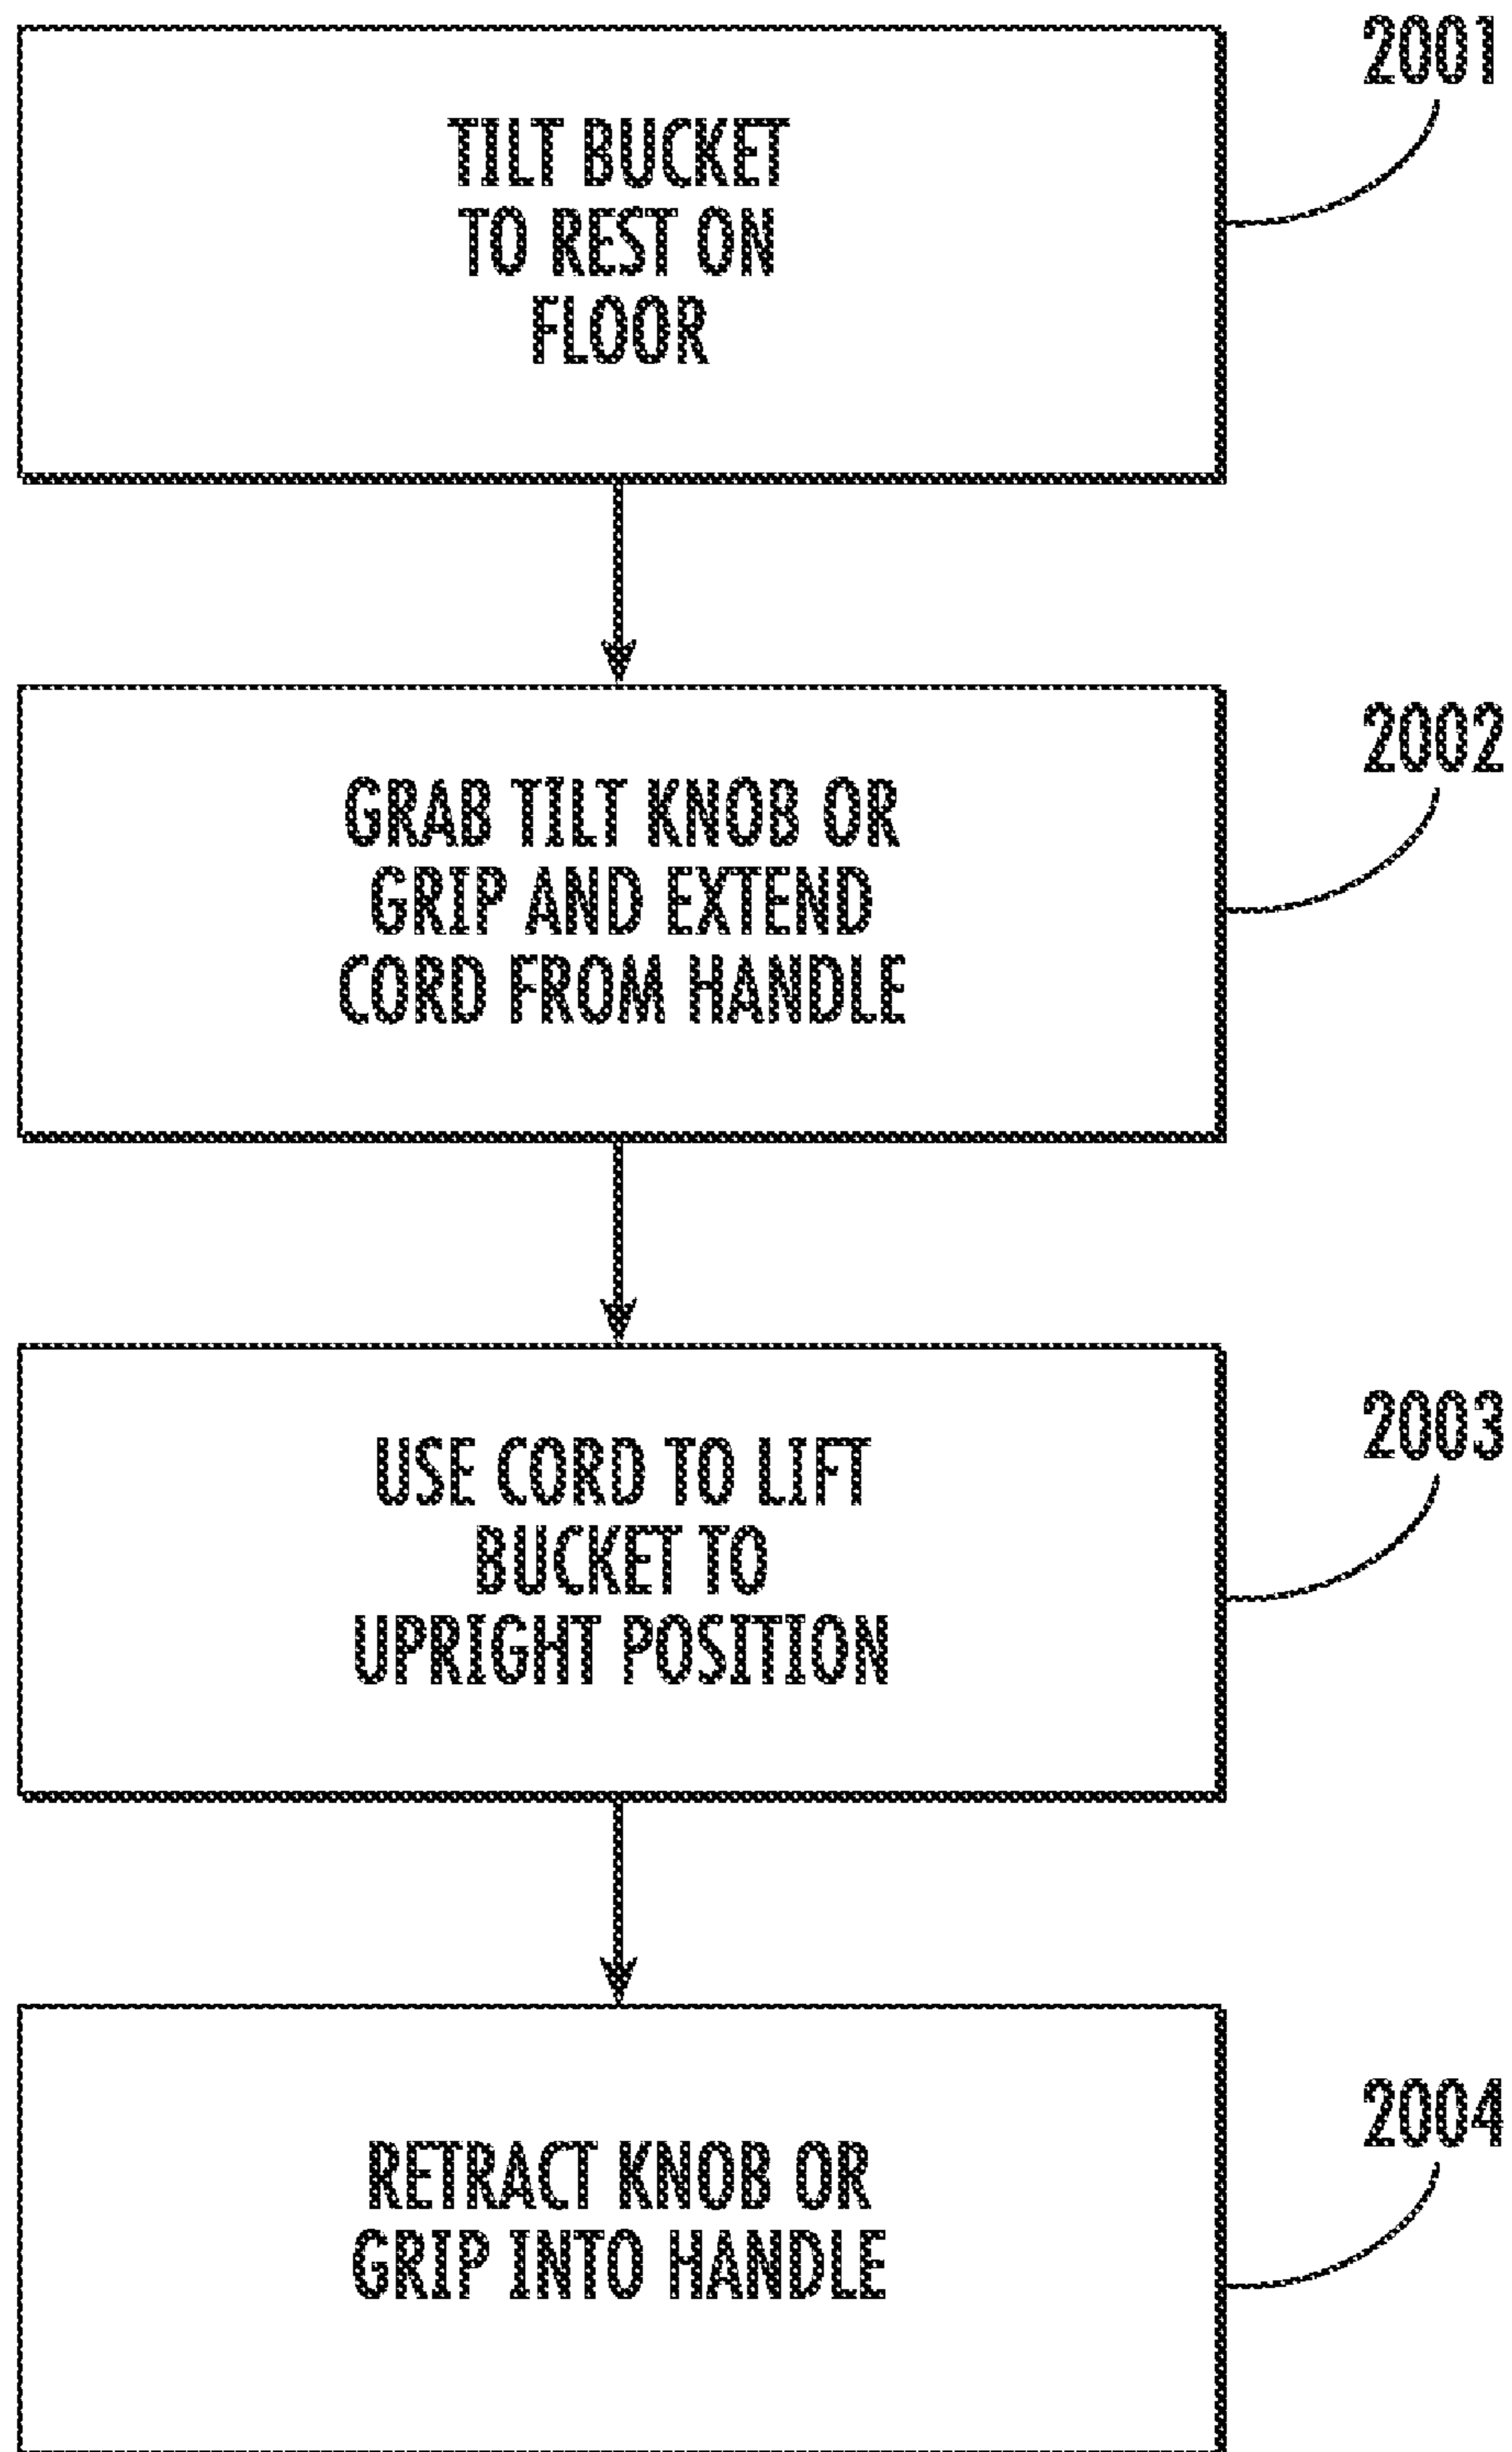 2001
TILT BUCKET
TO REST ON
FLOOR
2002
GRAB TILT KNOB OR
GRIP AND EXTEND
CORD FROM HANDLE
2003
USE CORD TO LIFT
BUCKET TO
UPRIGHT POSITION
2004
RETRACT KNOB OR
GRIP INTO HANDLE